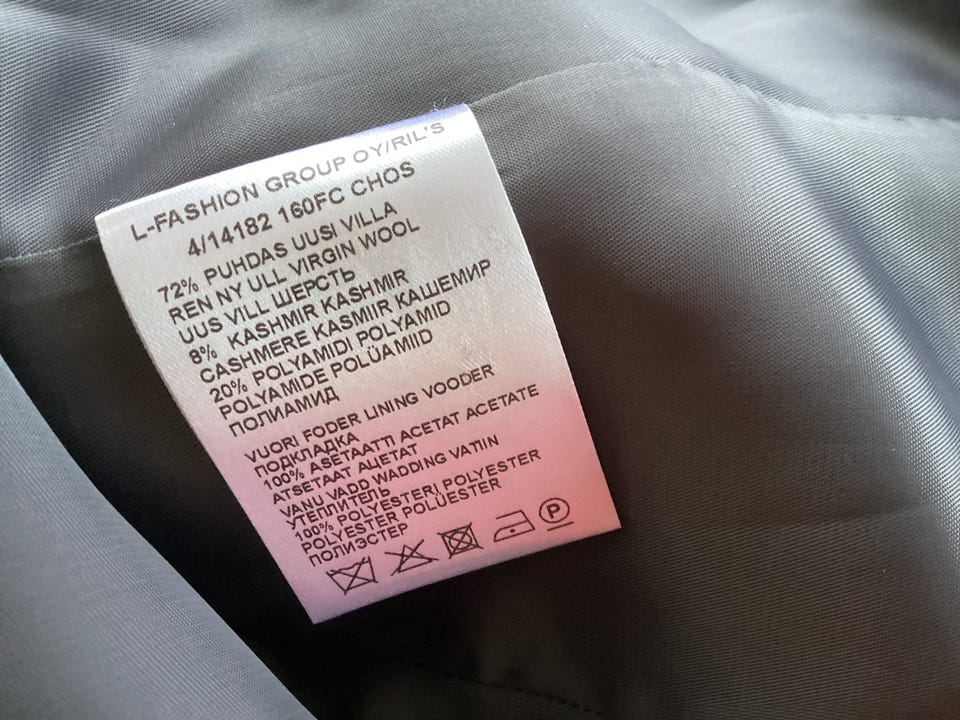 L-FASHION GROUP OY/RIL'S
4/14182 160FC CHOS
72% PUHDAS UUSI VILLA
REN NY ULL VIRGIN WOOL
UUS VILL ШЕРСТЬ
8% KASHMIR KASHMIR
CASHMERE KASMIIR КАШЕМИР
20% POLYAMIDI POLYAMID
POLYAMIDE POLÜAMIID
ПОЛИАМИД
VUORI FODER LINING VOODER
ПОДКЛАДКА
100% ASETAATTI ACETAT ACETATE
ATSETAAT АЦЕТАТ
VANU VADD WADDING VATIIN
УТЕПЛИТЕЛЬ
100% POLYESTERI POLYESTER
POLYESTER POLÜESTER
ПОЛИЭСТЕР
P